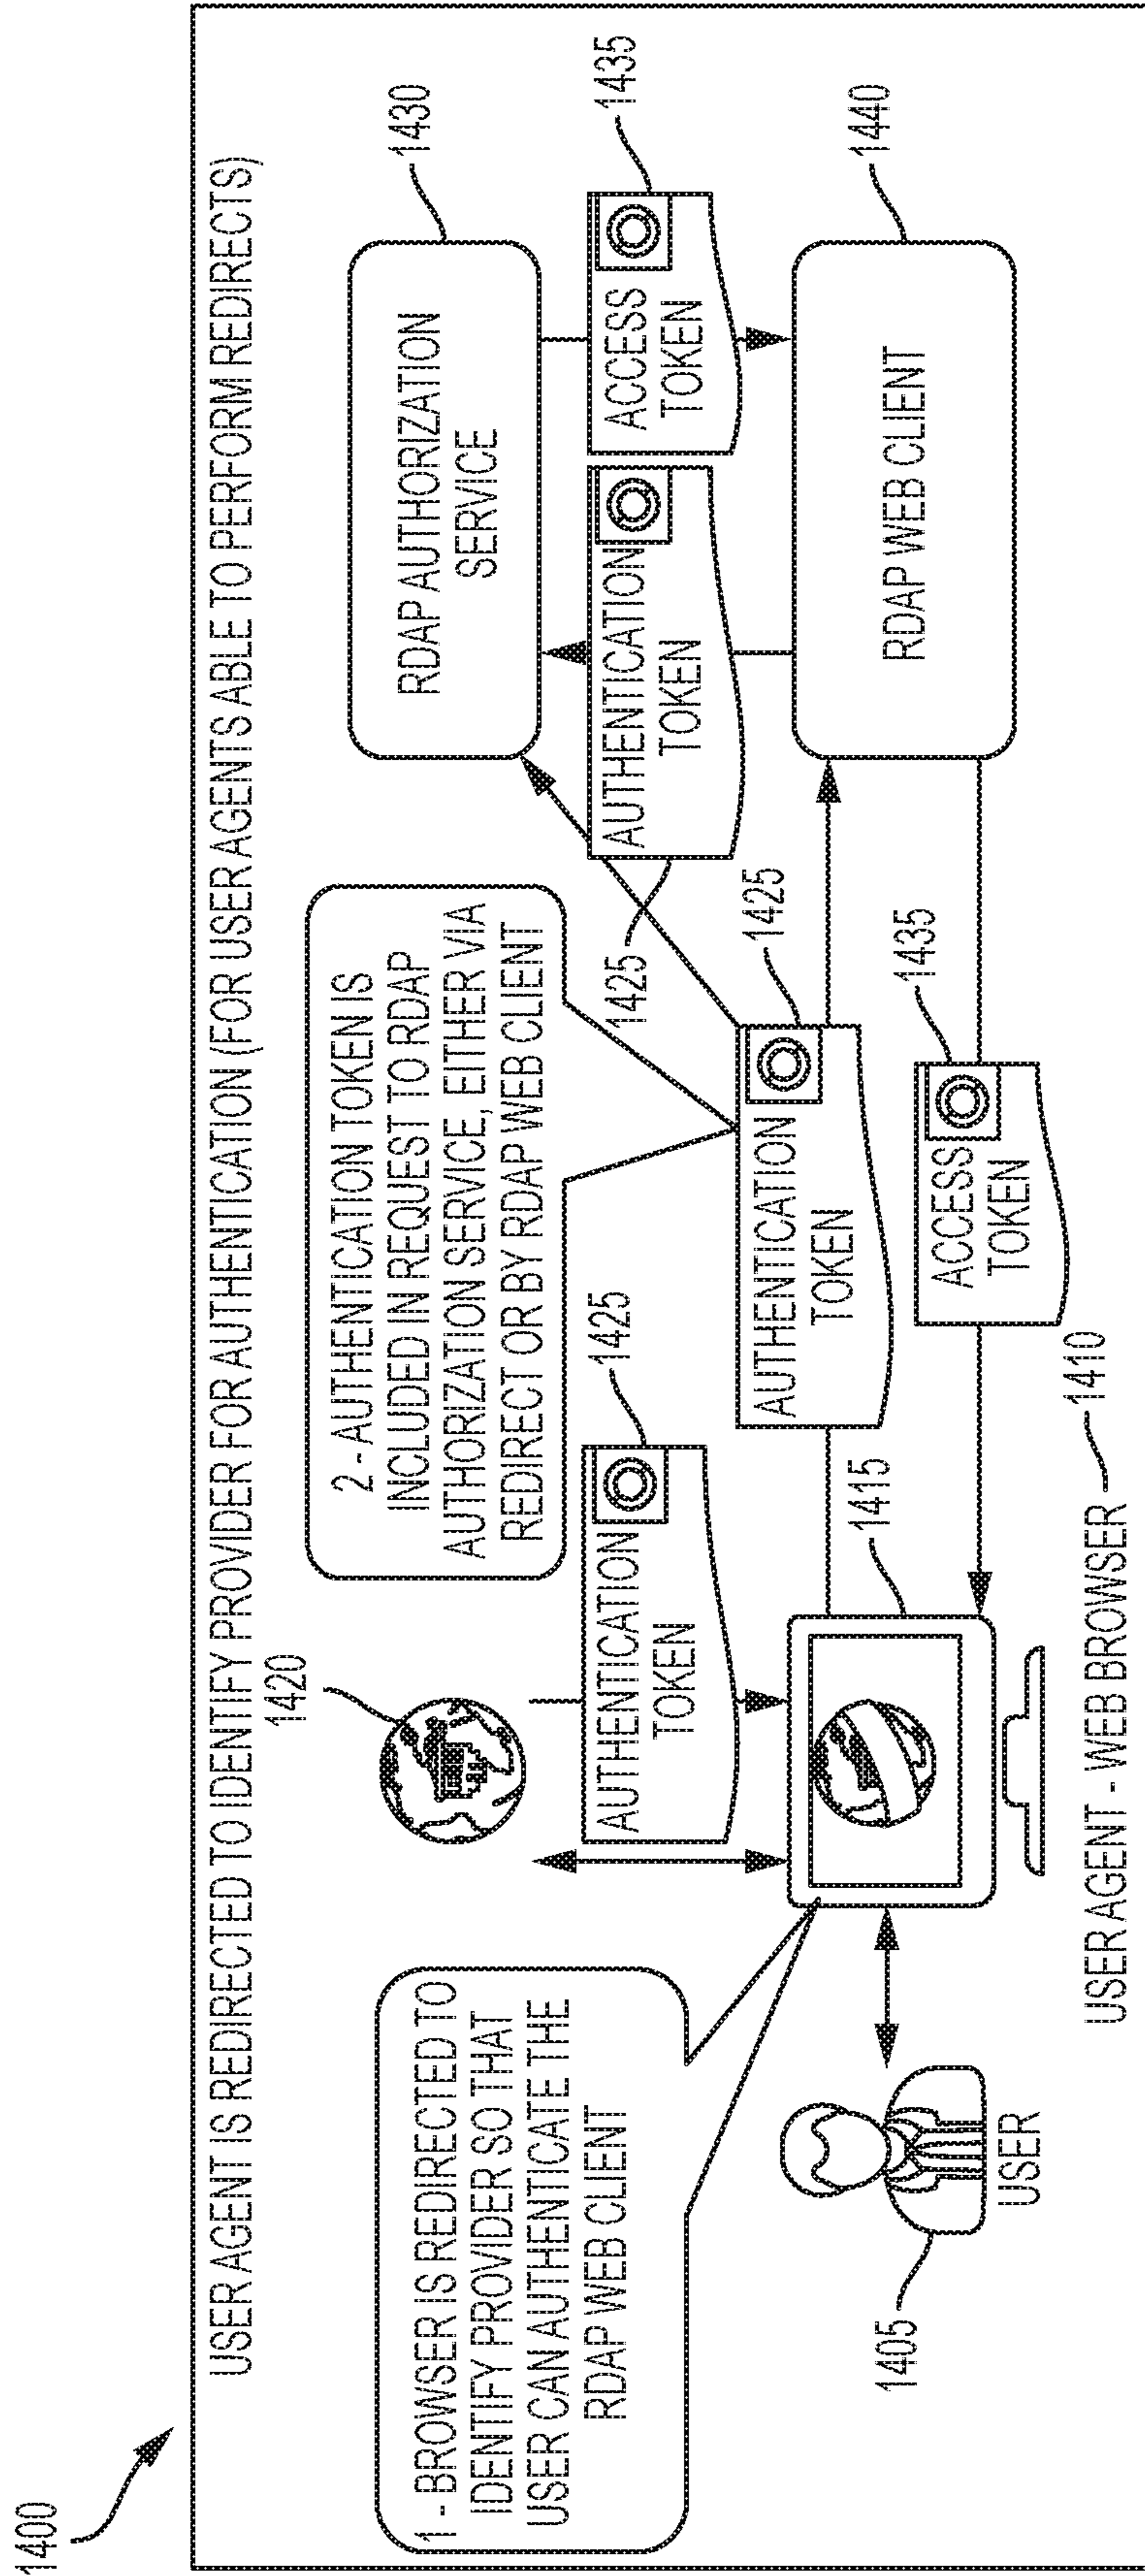 1400
USER AGENT IS REDIRECTED TO IDENTIFY PROVIDER FOR AUTHENTICATION (FOR USER AGENTS ABLE TO PERFORM REDIRECTS)
1 - BROWSER IS REDIRECTED TO
IDENTIFY PROVIDER SO THAT
USER CAN AUTHENTICATE THE
RDAP WEB CLIENT
1420
AUTHENTICATION
TOKEN
1425
2 - AUTHENTICATION TOKEN IS
INCLUDED IN REQUEST TO RDAP
AUTHORIZATION SERVICE, EITHER VIA
REDIRECT OR BY RDAP WEB CLIENT
RDAP AUTHORIZATION
SERVICE
1430
1425
AUTHENTICATION
TOKEN
ACCESS
TOKEN
1435
AUTHENTICATION
TOKEN
1425
RDAP WEB CLIENT
1440
ACCESS
TOKEN
1435
1415
1405
USER
USER AGENT - WEB BROWSER
1410